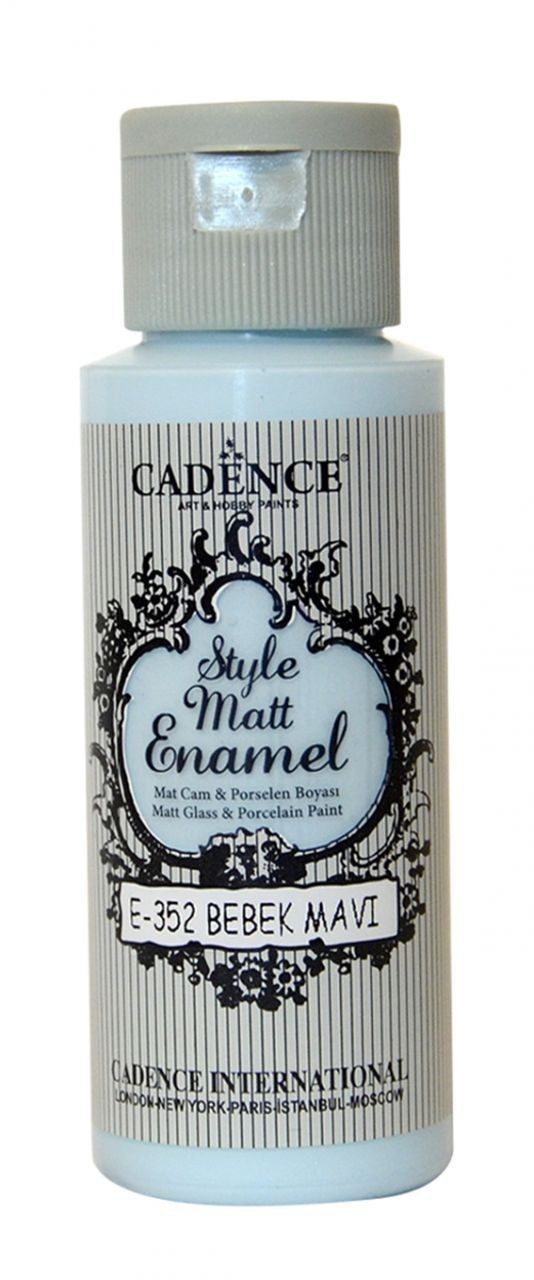 CADENCE®
ART & HOBBY PAINTS
Style
Matt
Enamel
Mat Cam & Porselen Boyası
Matt Glass & Porcelain Paint
E-352 BEBEK MAVI
CADENCE INTERNATIONAL
LONDON-NEW YORK-PARIS-İSTANBUL-MOSCOW